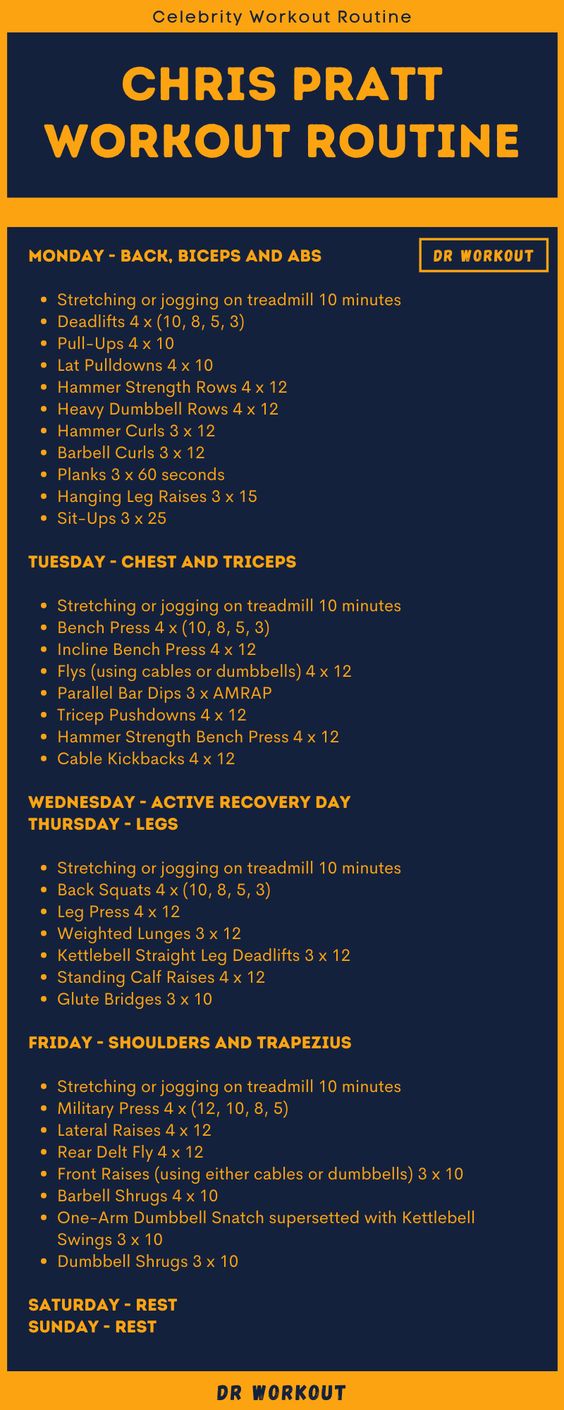 Celebrity Workout Routine
CHRIS PRATT
WORKOUT ROUTINE
MONDAY - BACK, BICEPS AND ABS
DR WORKOUT
• Stretching or jogging on treadmill 10 minutes
• Deadlifts 4 x (10, 8, 5, 3)
• Pull-Ups 4 x 10
• Lat Pulldowns 4 x 10
• Hammer Strength Rows 4 x 12
• Heavy Dumbbell Rows 4 x 12
• Hammer Curls 3 x 12
• Barbell Curls 3 x 12
• Planks 3 x 60 seconds
• Hanging Leg Raises 3 x 15
• Sit-Ups 3 x 25
TUESDAY - CHEST AND TRICEPS
• Stretching or jogging on treadmill 10 minutes
• Bench Press 4 x (10, 8, 5, 3)
• Incline Bench Press 4 x 12
• Flys (using cables or dumbbells) 4 x 12
• Parallel Bar Dips 3 x AMRAP
• Tricep Pushdowns 4 x 12
• Hammer Strength Bench Press 4 x 12
• Cable Kickbacks 4 x 12
WEDNESDAY - ACTIVE RECOVERY DAY
THURSDAY - LEGS
• Stretching or jogging on treadmill 10 minutes
• Back Squats 4 x (10, 8, 5, 3)
• Leg Press 4 x 12
• Weighted Lunges 3 x 12
• Kettlebell Straight Leg Deadlifts 3 x 12
• Standing Calf Raises 4 x 12
• Glute Bridges 3 x 10
FRIDAY - SHOULDERS AND TRAPEZIUS
• Stretching or jogging on treadmill 10 minutes
• Military Press 4 x (12, 10, 8, 5)
• Lateral Raises 4 x 12
• Rear Delt Fly 4 x 12
• Front Raises (using either cables or dumbbells) 3 x 10
• Barbell Shrugs 4 x 10
• One-Arm Dumbbell Snatch supersetted with Kettlebell
Swings 3 x 10
• Dumbbell Shrugs 3 x 10
SATURDAY - REST
SUNDAY - REST
DR WORKOUT